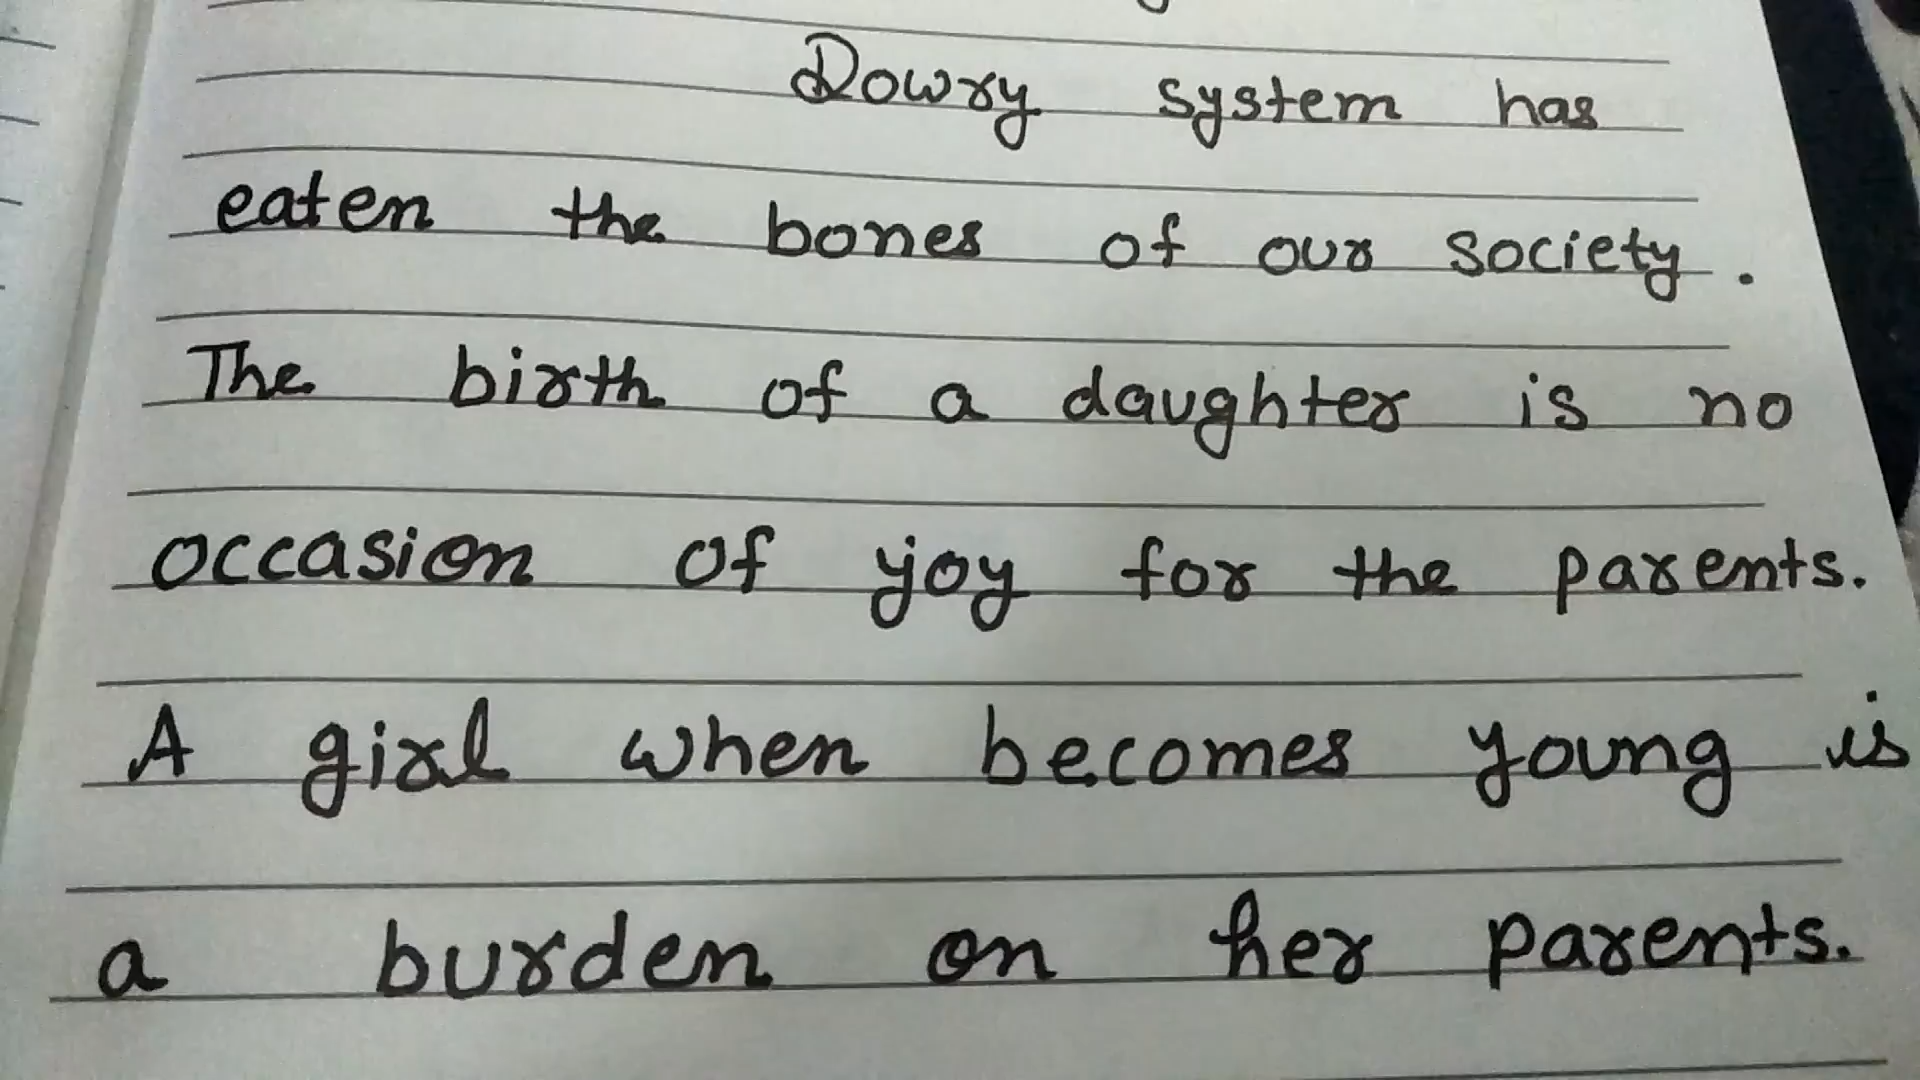 Dowry system has
eaten the bones of our society.
The birth of a daughter is no
occasion of joy for the parents.
A girl when becomes young is
a burden on her parents.